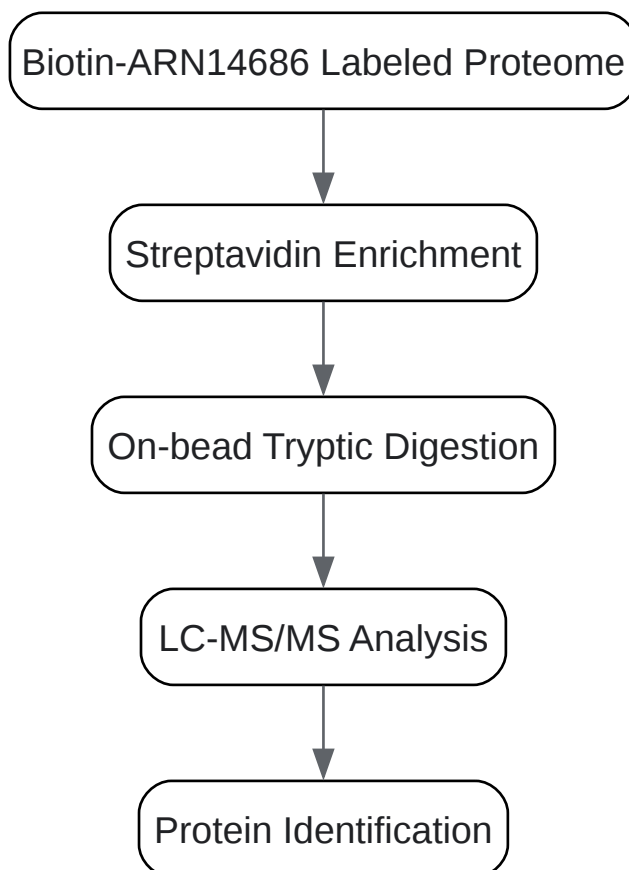 Biotin-ARN14686 Labeled Proteome
Streptavidin Enrichment
On-bead Tryptic Digestion
LC-MS/MS Analysis
Protein Identification